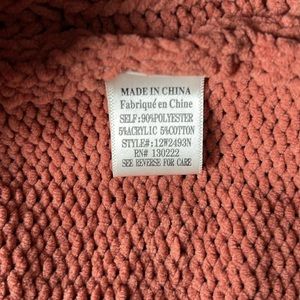 MADE IN CHINA
Fabriqué en Chine
SELF:90%POLYESTER
5%ACRYLIC 5%COTTON
STYLE#: 12W2493N
RN# 130222
SEE REVERSE FOR CARE